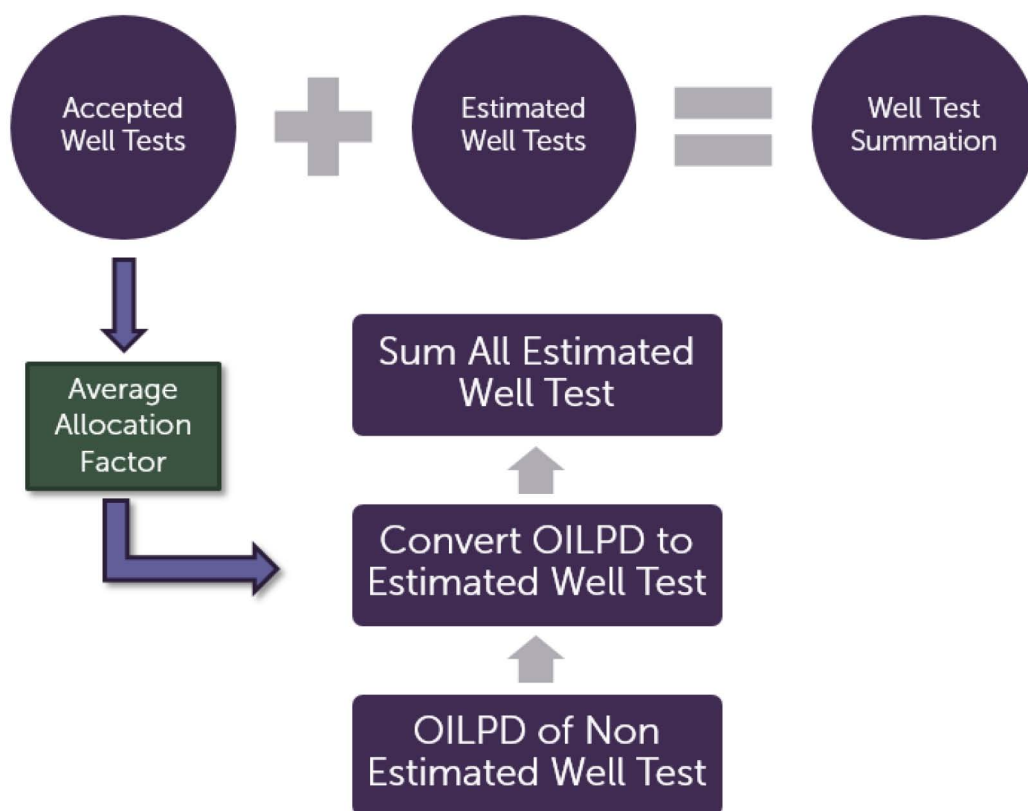 Accepted
Well Tests
Estimated
Well Tests
Well Test
Summation
Average
Allocation
Factor
Sum All Estimated
Well Test
Convert OILPD to
Estimated Well Test
OILPD of Non
Estimated Well Test